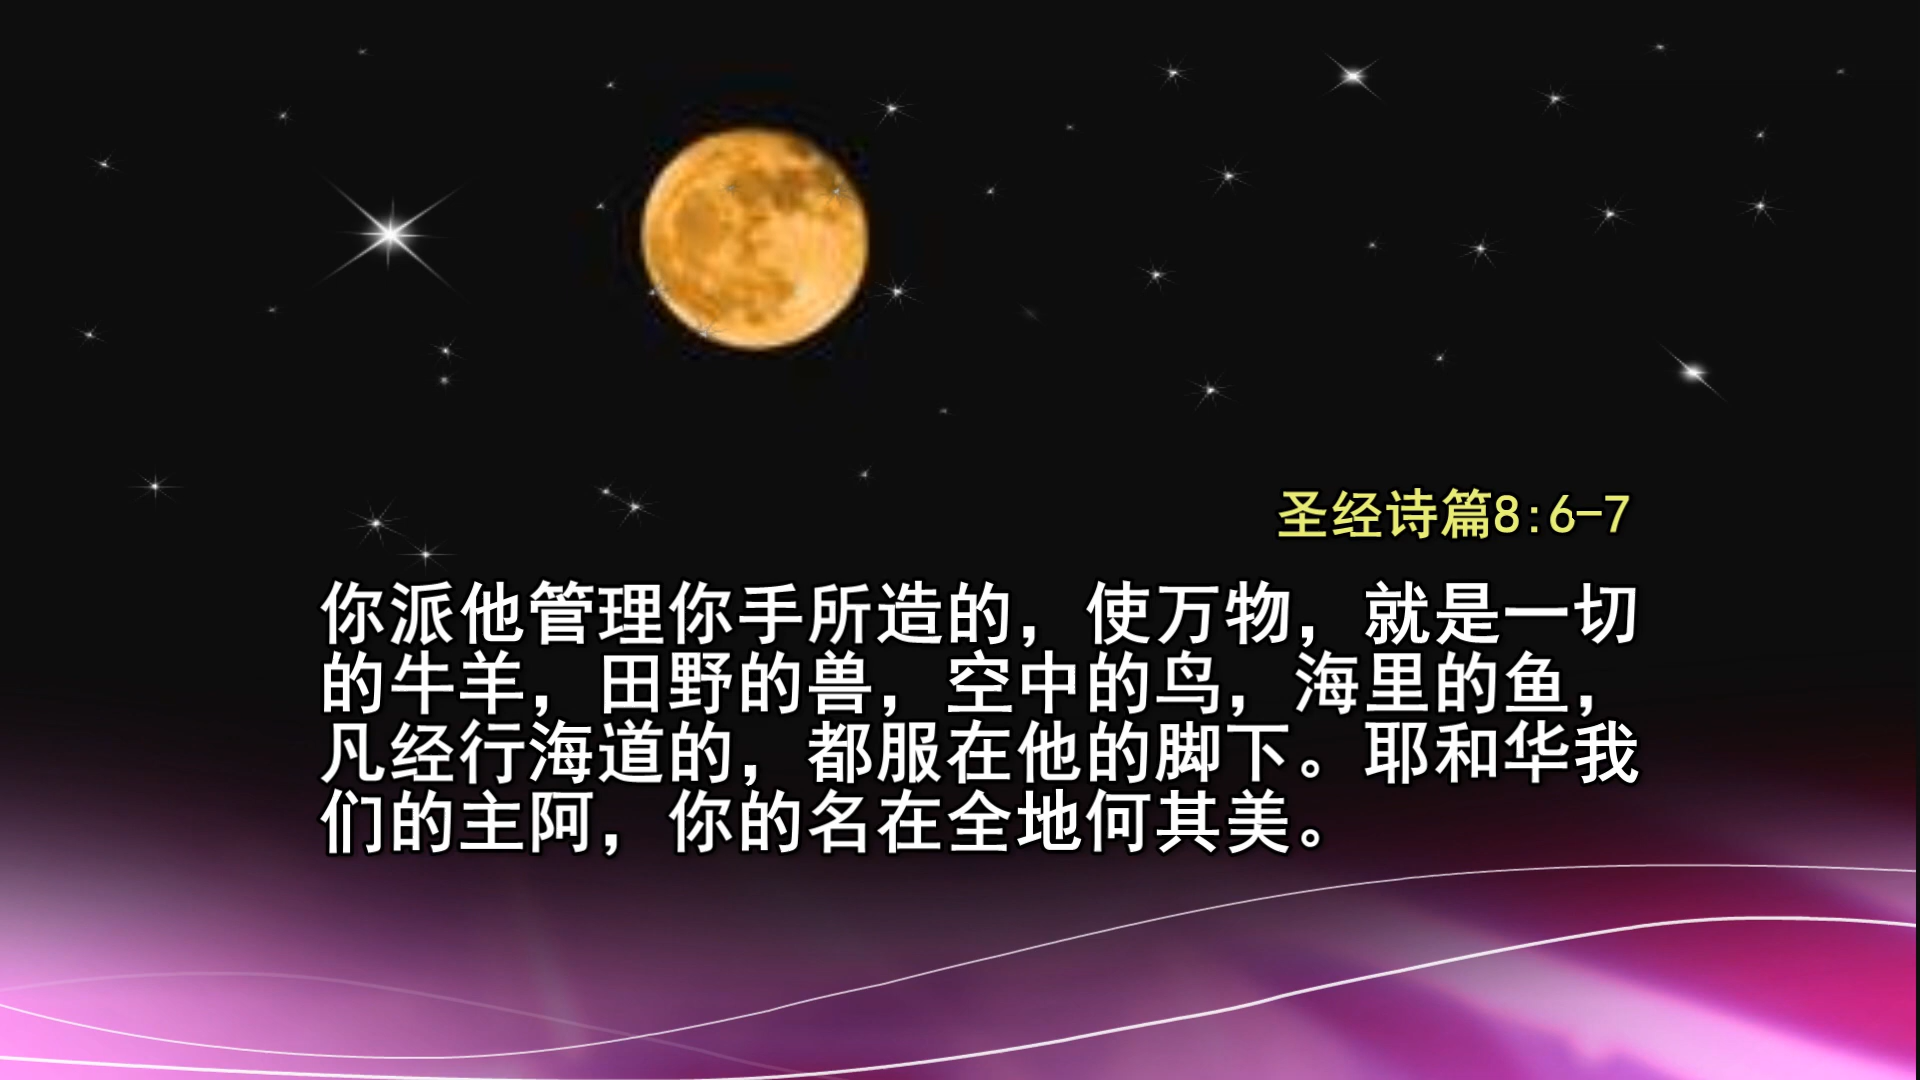 圣经诗篇8:6-7
你派他管理你手所造的，使万物，就是一切
的牛羊，田野的兽，空中的鸟，海里的鱼，
凡经行海道的，都服在他的脚下。耶和华我
们的主阿，你的名在全地何其美。